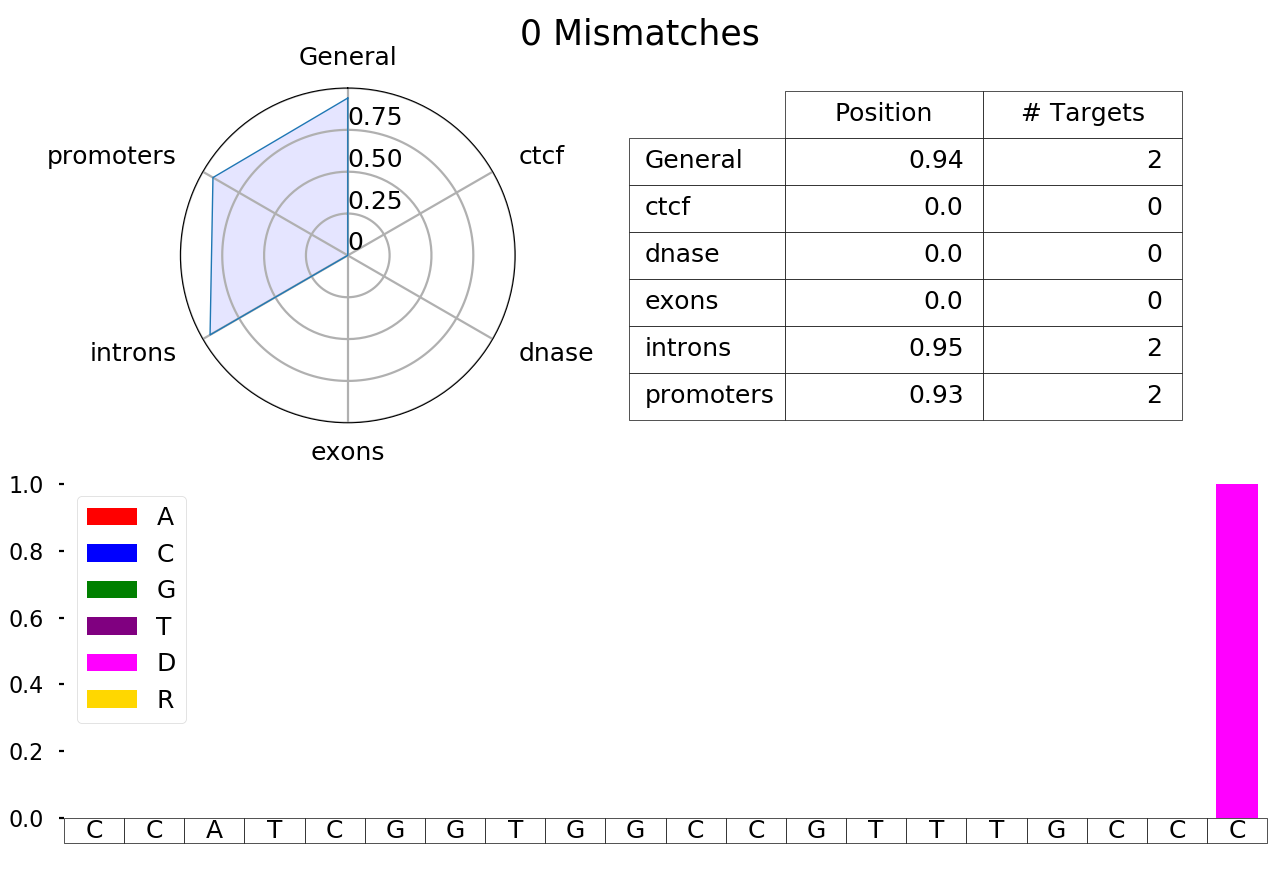 0 Mismatches
General
promoters
ctcf
0.75
0.50
0.25
0
introns
dnase
exons
Position # Targets
General 0.94 2
ctcf 0.0 0
dnase 0.0 0
exons 0.0 0
introns 0.95 2
promoters 0.93 2
1.0
0.8
0.6
0.4
0.2
0.0
A
C
G
T
D
R
C C A T C G G T G G C C G T T T G C C C